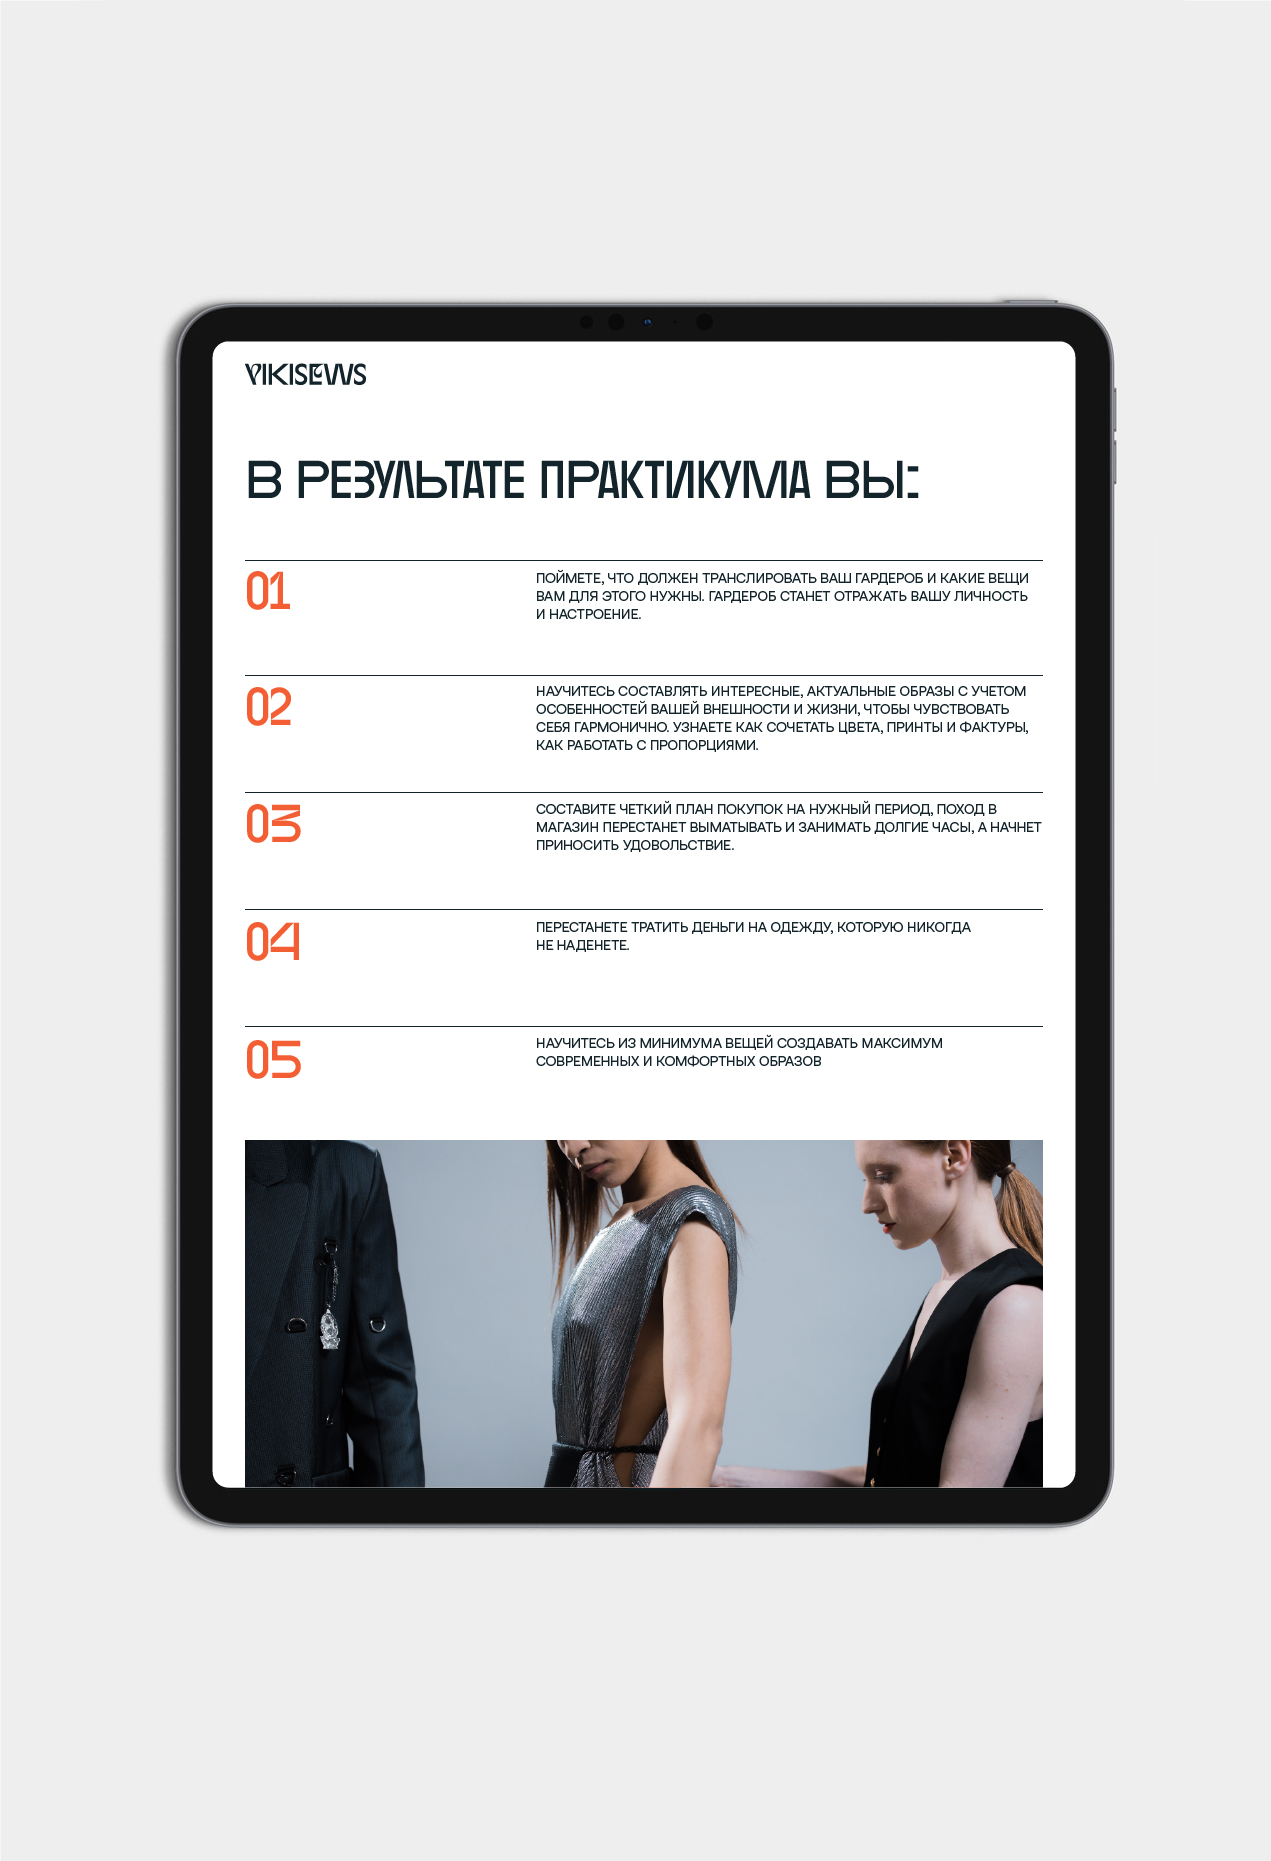 VIKISEWS
В РЕЗУЛЬТАТЕ ПРАКТИКУМА ВЫ:
01
ПОЙМЕТЕ, ЧТО ДОЛЖЕН ТРАНСЛИРОВАТЬ ВАШ ГАРДЕРОБ И КАКИЕ ВЕЩИ
ВАМ ДЛЯ ЭТОГО НУЖНЫ. ГАРДЕРОБ СТАНЕТ ОТРАЖАТЬ ВАШУ ЛИЧНОСТЬ
И НАСТРОЕНИЕ.
02
НАУЧИТЕСЬ СОСТАВЛЯТЬ ИНТЕРЕСНЫЕ, АКТУАЛЬНЫЕ ОБРАЗЫ С УЧЕТОМ
ОСОБЕННОСТЕЙ ВАШЕЙ ВНЕШНОСТИ И ЖИЗНИ, ЧТОБЫ ЧУВСТВОВАТЬ
СЕБЯ ГАРМОНИЧНО. УЗНАЕТЕ КАК СОЧЕТАТЬ ЦВЕТА, ПРИНТЫ И ФАКТУРЫ,
КАК РАБОТАТЬ С ПРОПОРЦИЯМИ.
03
СОСТАВИТЕ ЧЕТКИЙ ПЛАН ПОКУПОК НА НУЖНЫЙ ПЕРИОД, ПОХОД В
МАГАЗИН ПЕРЕСТАНЕТ ВЫМАТЫВАТЬ И ЗАНИМАТЬ ДОЛГИЕ ЧАСЫ, А НАЧНЕТ
ПРИНОСИТЬ УДОВОЛЬСТВИЕ.
04
ПЕРЕСТАНЕТЕ ТРАТИТЬ ДЕНЬГИ НА ОДЕЖДУ, КОТОРУЮ НИКОГДА
НЕ НАДЕНЕТЕ.
05
НАУЧИТЕСЬ ИЗ МИНИМУМА ВЕЩЕЙ СОЗДАВАТЬ МАКСИМУМ
СОВРЕМЕННЫХ И КОМФОРТНЫХ ОБРАЗОВ